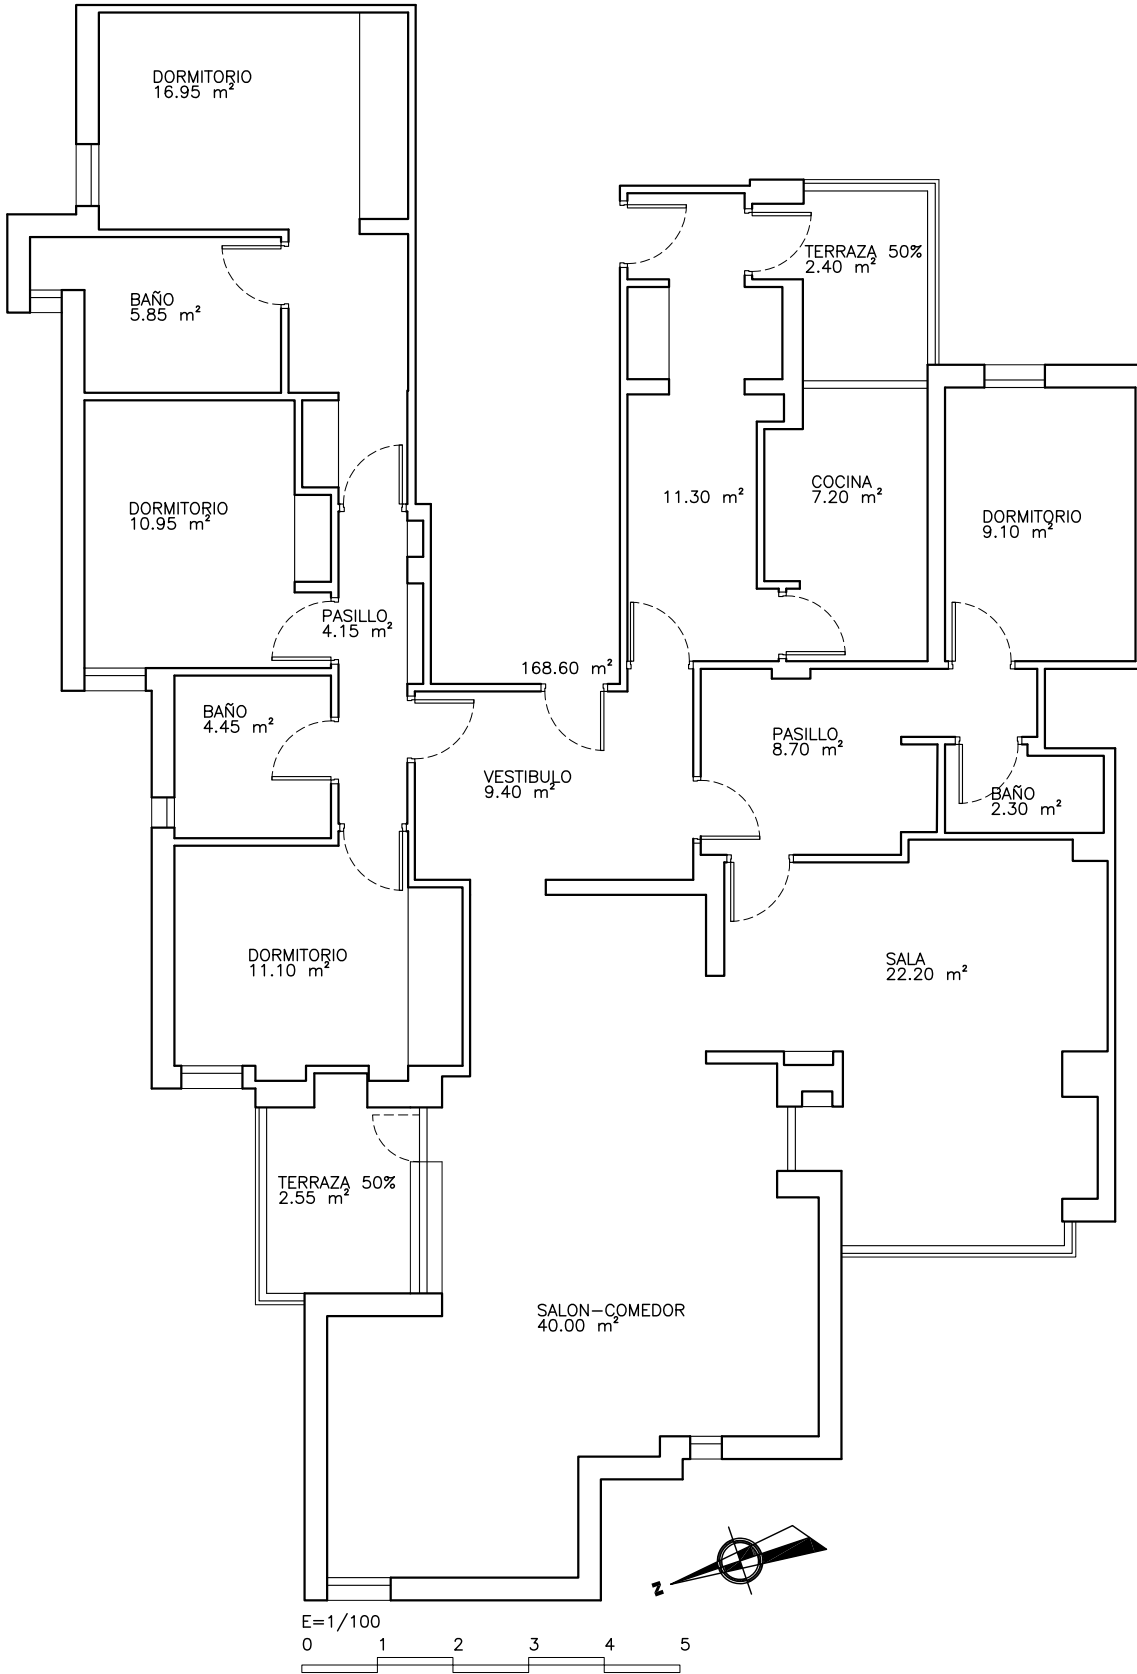 DORMITORIO
16.95 m²
TERRAZA 50%
2.40 m²
BAÑO
5.85 m²
COCINA
7.20 m²
11.30 m²
DORMITORIO
10.95 m²
DORMITORIO
9.10 m²
PASILLO
4.15 m²
168.60 m²
BAÑO
4.45 m²
PASILLO
8.70 m²
VESTIBULO
9.40 m²
BAÑO
2.30 m²
DORMITORIO
11.10 m²
SALA
22.20 m²
TERRAZA 50%
2.55 m²
SALON-COMEDOR
40.00 m²
N
E=1/100
0 1 2 3 4 5